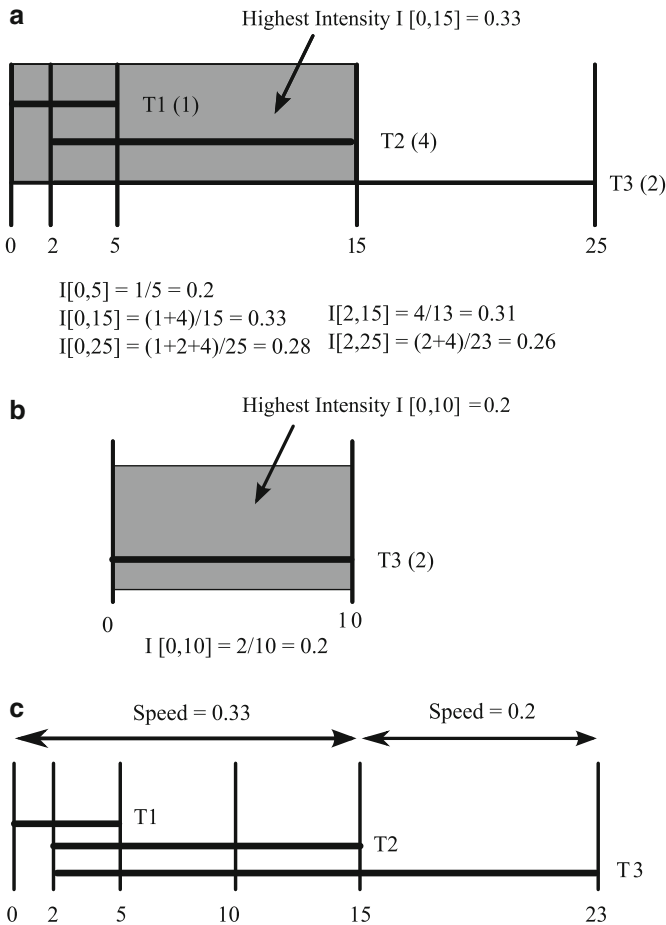 a
Highest Intensity I [0,15] = 0.33
T1 (1)
T2 (4)
T3 (2)
0 2 5 15 25
I[0,5] = 1/5 = 0.2
I[0,15] = (1+4)/15 = 0.33
I[0,25] = (1+2+4)/25 = 0.28
I[2,15] = 4/13 = 0.31
I[2,25] = (2+4)/23 = 0.26
b
Highest Intensity I [0,10] = 0.2
T3 (2)
0 10
I [0,10] = 2/10 = 0.2
c
Speed = 0.33 Speed = 0.2
T1
T2
T3
0 2 5 10 15 23